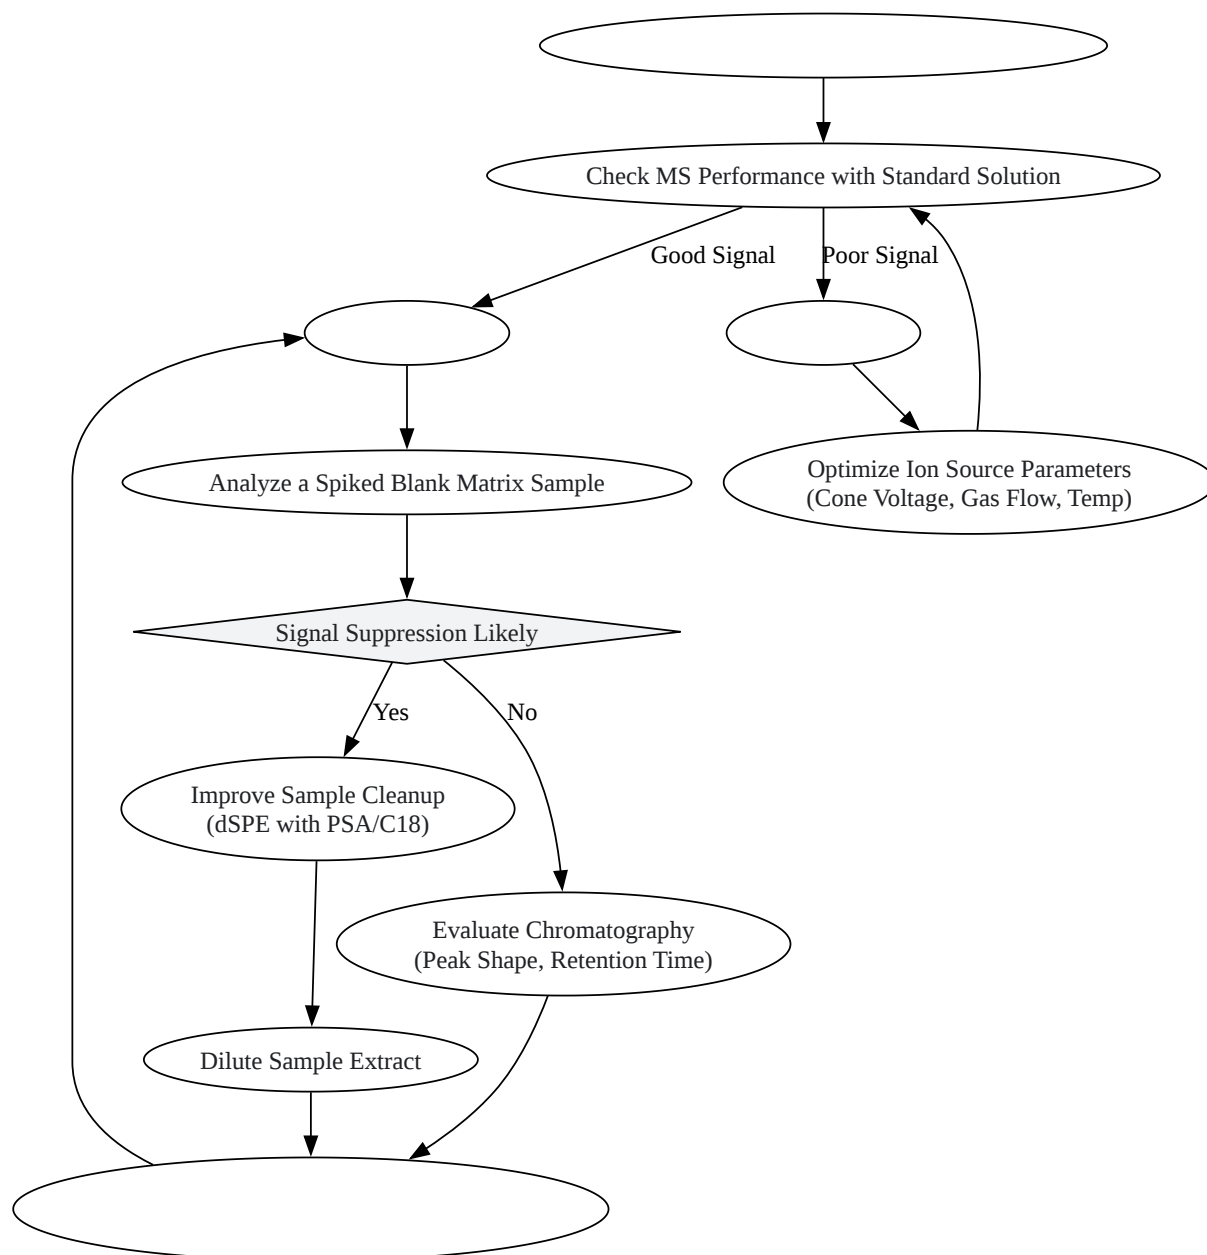 Check MS Performance with Standard Solution
Good Signal
Poor Signal
Analyze a Spiked Blank Matrix Sample
Optimize Ion Source Parameters
(Cone Voltage, Gas Flow, Temp)
Signal Suppression Likely
Yes
No
Improve Sample Cleanup
(dSPE with PSA/C18)
Evaluate Chromatography
(Peak Shape, Retention Time)
Dilute Sample Extract